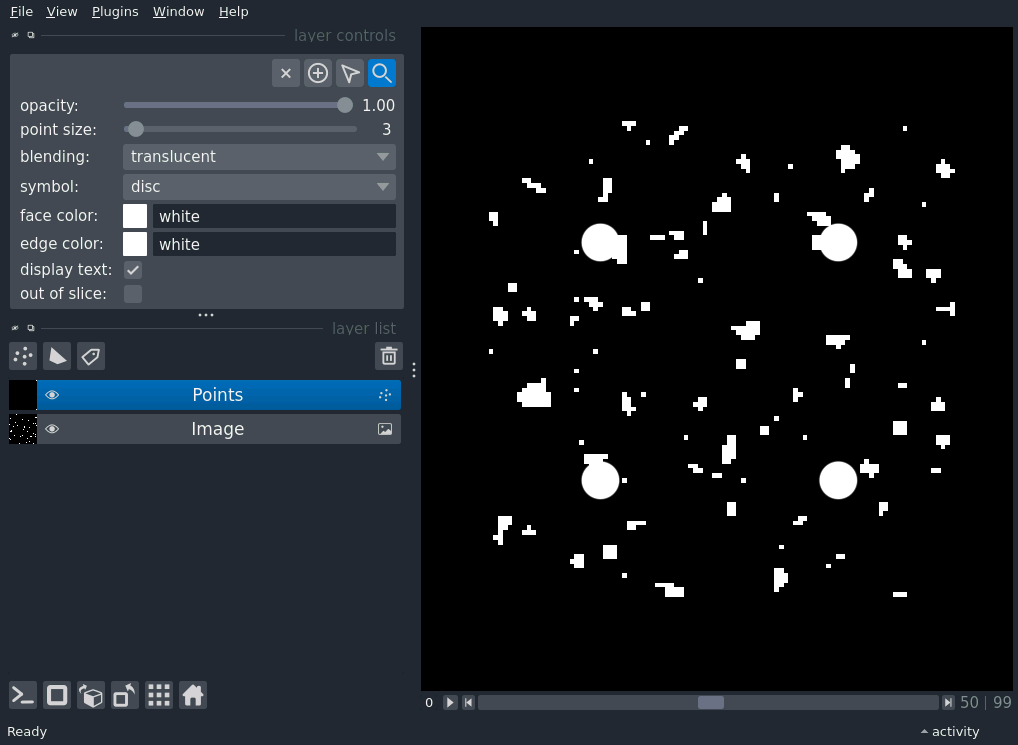 File View Plugins Window Help
layer controls
opacity: 1.00
point size: 3
blending: translucent
symbol: disc
face color: white
edge color: white
display text:
out of slice:
layer list
Points
Image
0 50 | 99
Ready activity